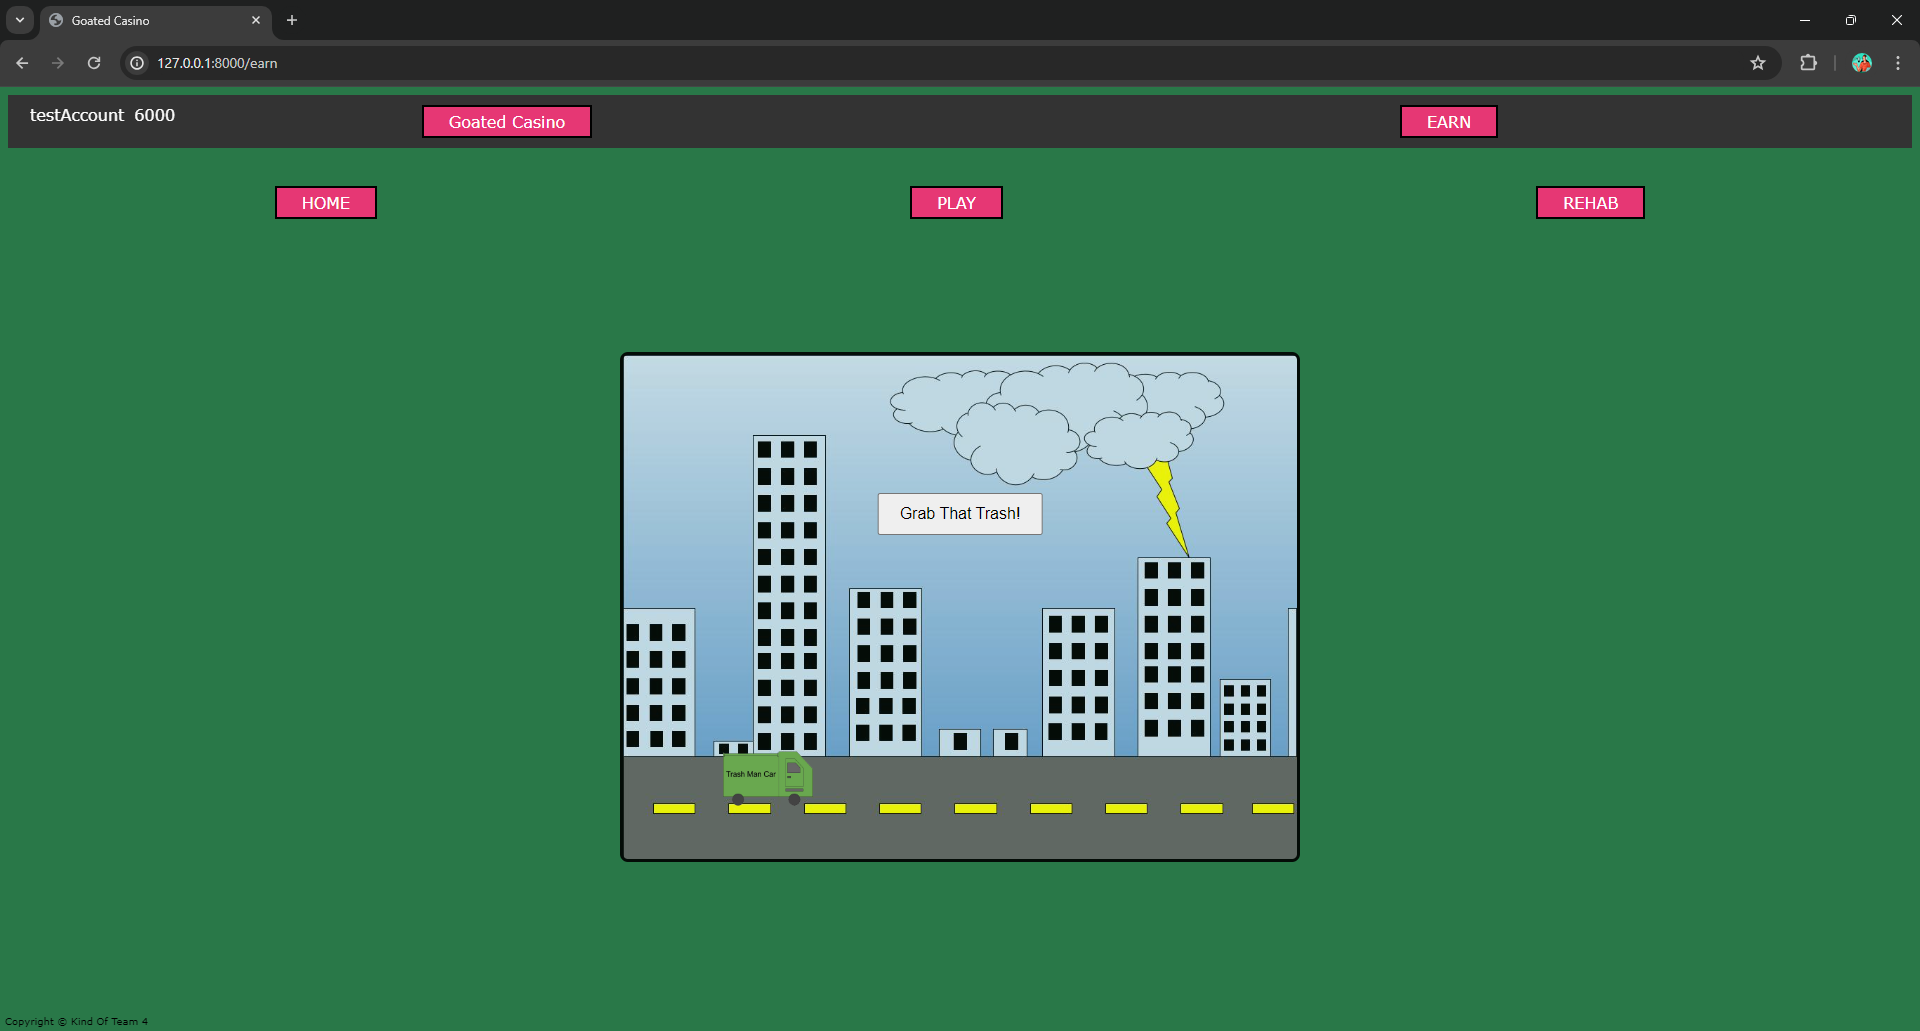 Goated Casino
127.0.0.1:8000/earn
testAccount 6000
Goated Casino
EARN
HOME
PLAY
REHAB
Grab That Trash!
Trash Man Car
Copyright © Kind Of Team 4